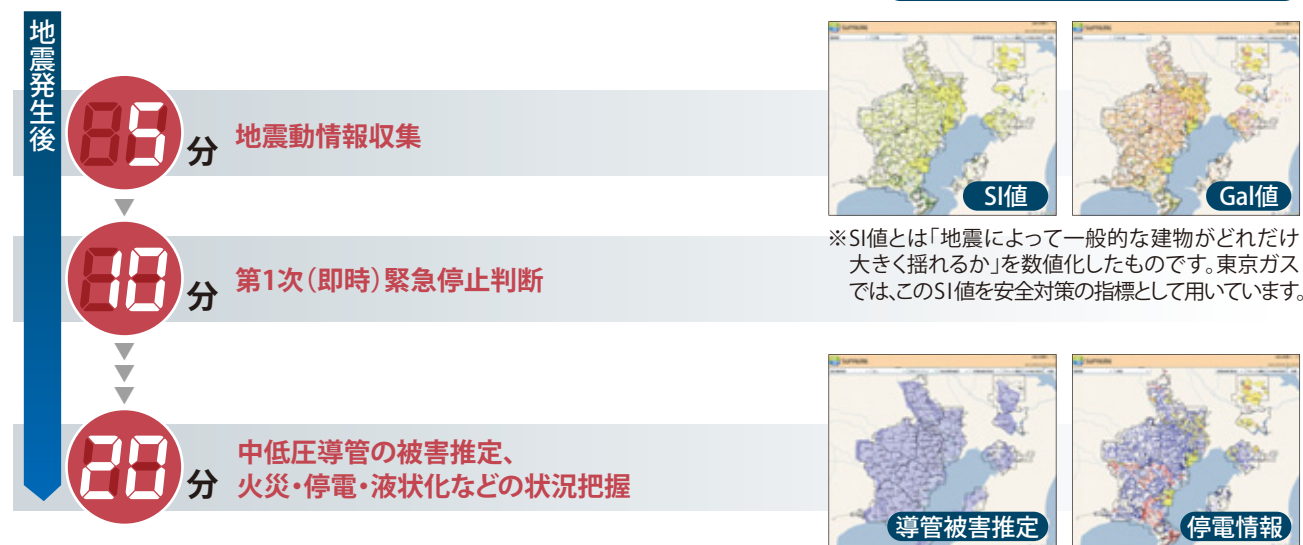 地震発生後
5分
地震動情報収集
10分
第1次（即時）緊急停止判断
20分
中低圧導管の被害推定、
火災・停電・液状化などの状況把握
SI値
Gal値
※SI値とは「地震によって一般的な建物がどれだけ
大きく揺れるか」を数値化したものです。東京ガス
では、このSI値を安全対策の指標として用いています。
導管被害推定
停電情報